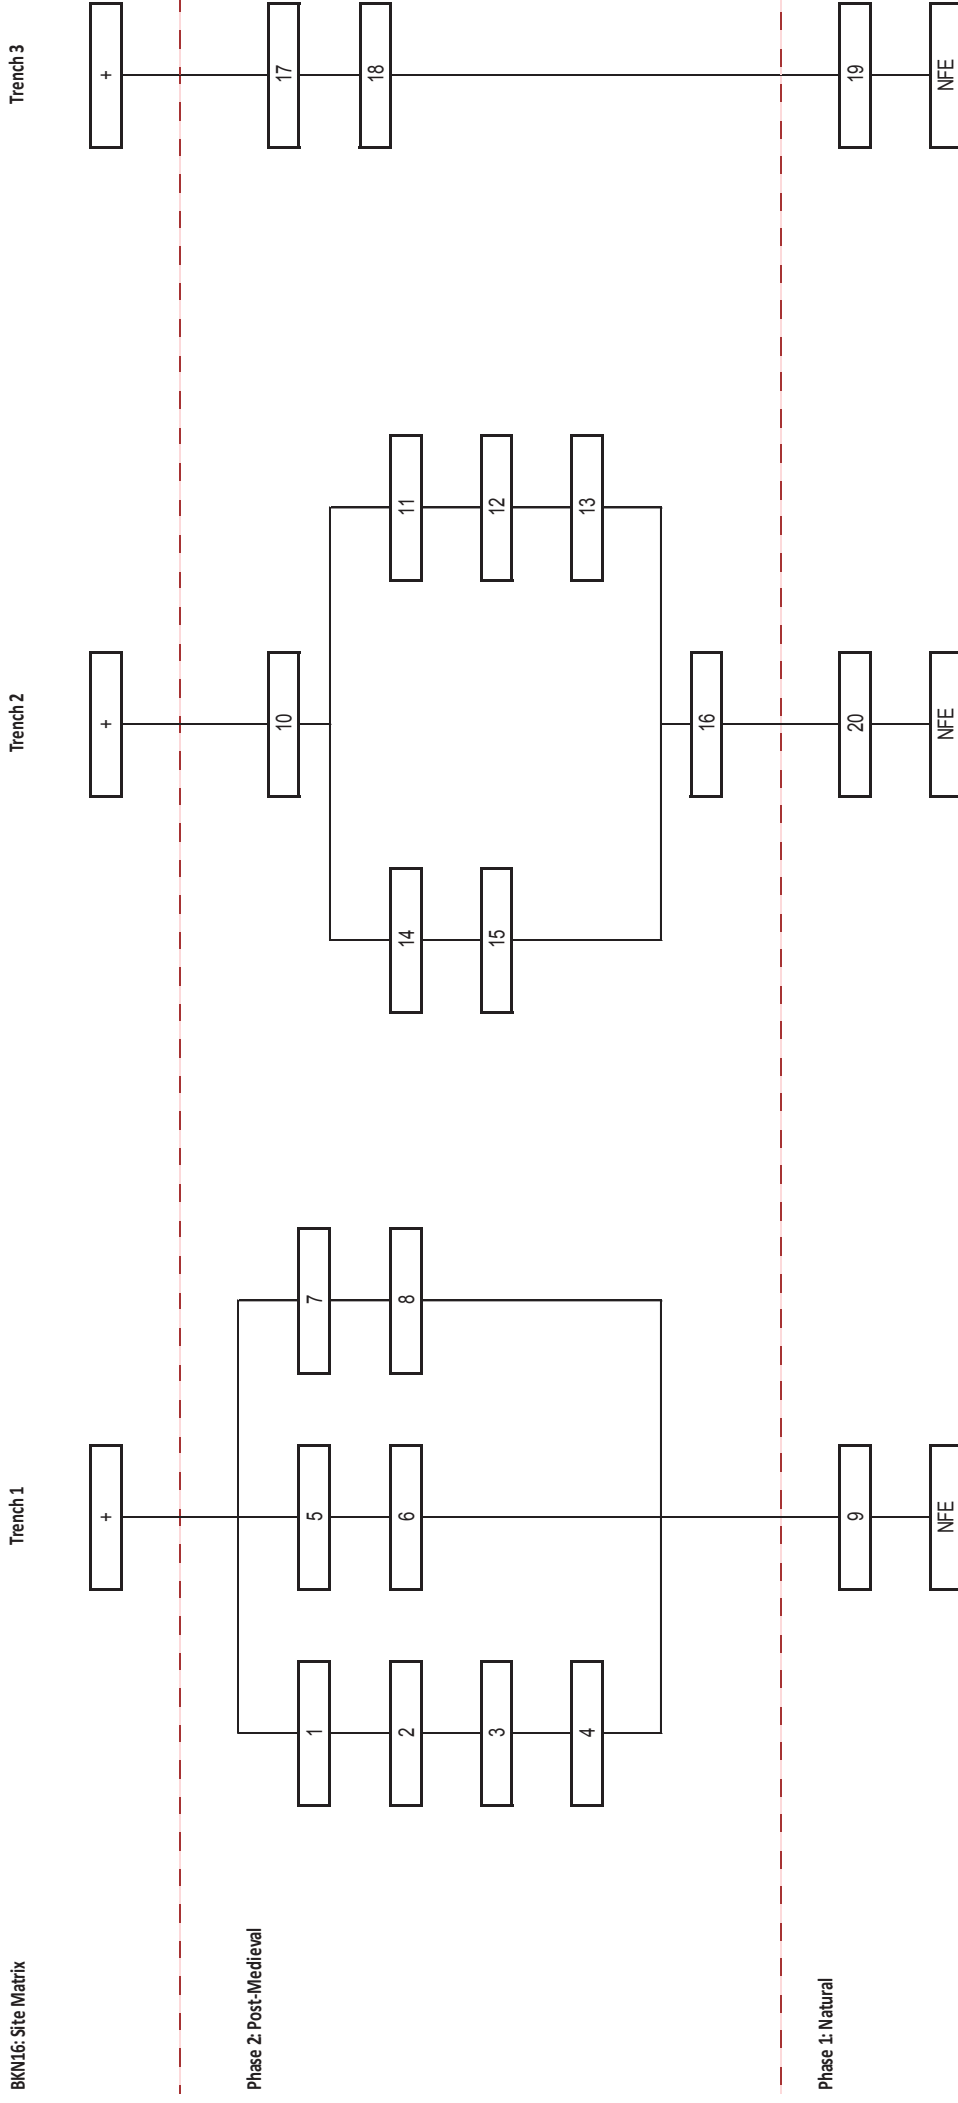 BKN16: Site Matrix
Trench 1
Trench 2
Trench 3
+
+
+
Phase 2: Post-Medieval
10
17
1
5
7
18
2
6
8
14
11
3
15
12
4
13
16
Phase 1: Natural
9
20
19
NFE
NFE
NFE